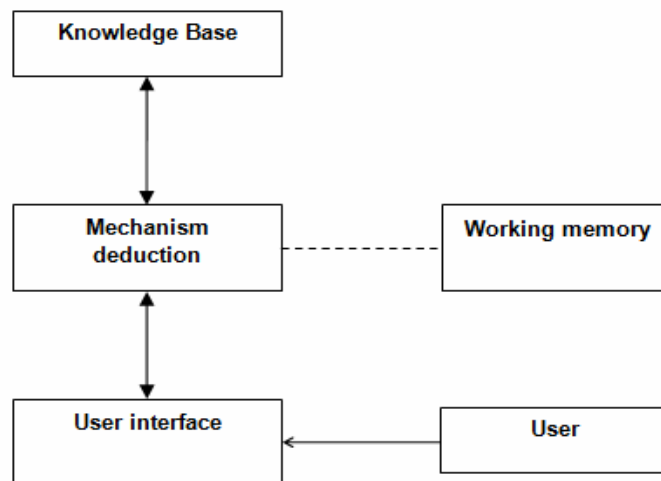 Knowledge Base
Mechanism
deduction
Working memory
User interface
User